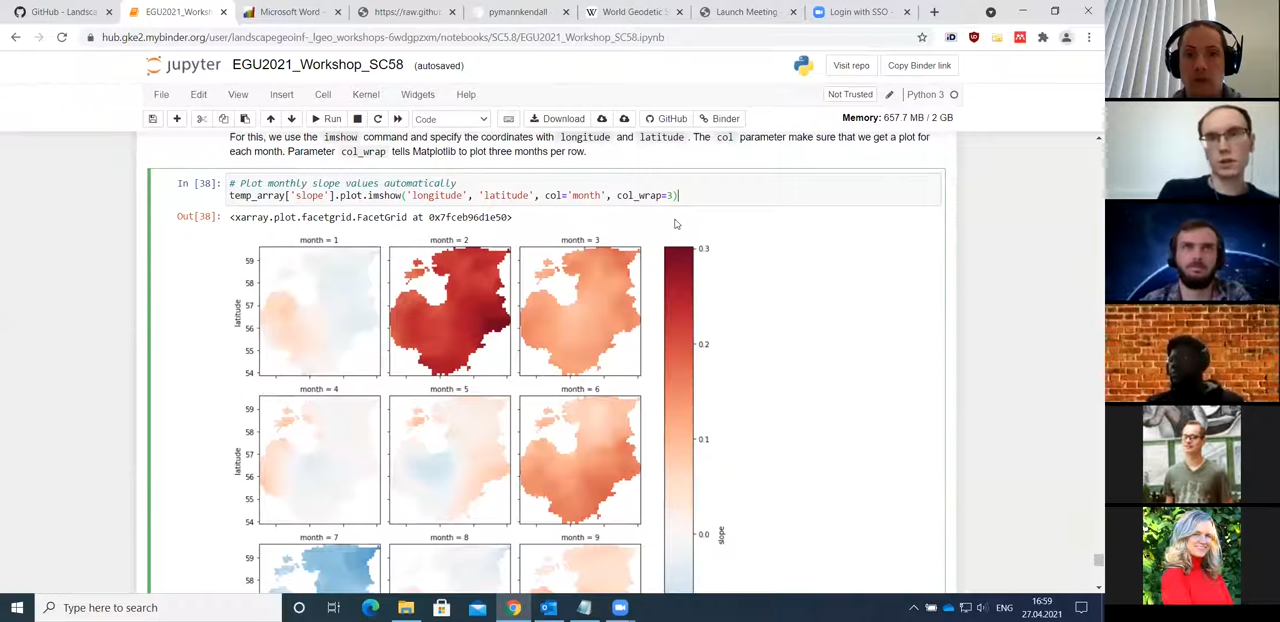 GitHub - Landsca
EGU2021_Worksh
Microsoft Word -
https://raw.githu
pymannkendall
World Geodetic S
Launch Meeting -
Login with SSO -
hub.gke2.mybinder.org/user/landscapegeoinf-_lgeo_workshops-6wdgpzxm/notebooks/SC5.8/EGU2021_Workshop_SC58.ipynb
jupyter EGU2021_Workshop_SC58 (autosaved)
Visit repo Copy Binder link
File Edit View Insert Cell Kernel Widgets Help
Not Trusted Python 3
Run Code Download GitHub Binder Memory: 657.7 MB / 2 GB
For this, we use the imshow command and specify the coordinates with longitude and latitude . The col parameter make sure that we get a plot for
each month. Parameter col_wrap tells Matplotlib to plot three months per row.
In [38]: # Plot monthly slope values automatically
temp_array['slope'].plot.imshow('longitude', 'latitude', col='month', col_wrap=3)
Out[38]: <xarray.plot.facetgrid.FacetGrid at 0x7fceb96d1e50>
month = 1 month = 2 month = 3
59
58
57
56
55
54
latitude
month = 4 month = 5 month = 6
59
58
57
56
55
54
latitude
month = 7 month = 8 month = 9
59
58
0.3
0.2
0.1
0.0
slope
Type here to search
ENG
16:59
27.04.2021